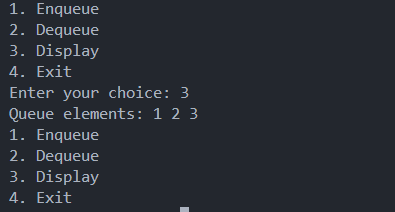 1. Enqueue
2. Dequeue
3. Display
4. Exit
Enter your choice: 3
Queue elements: 1 2 3
1. Enqueue
2. Dequeue
3. Display
4. Exit